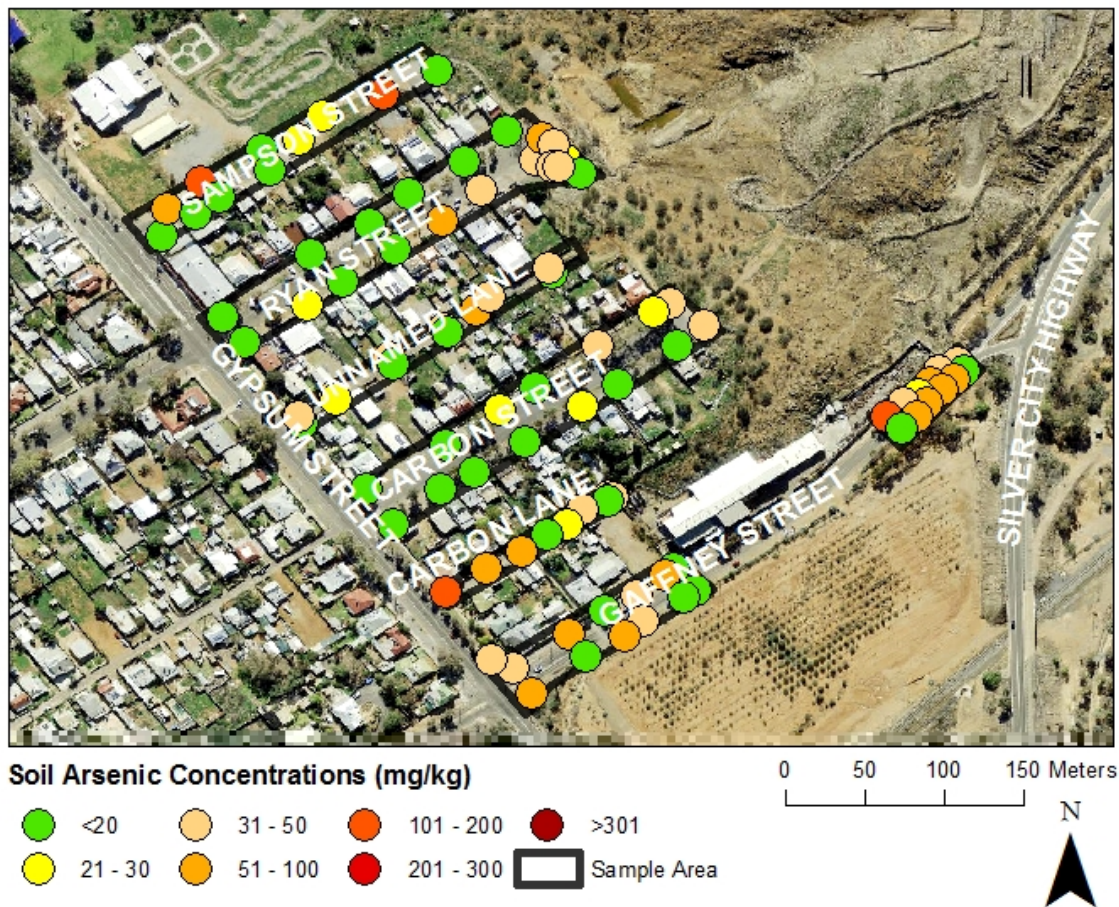 SAMPSON STREET
RYAN STREET
UNNAMED LANE
GYPSUM STREET
CARBON STREET
CARBON LANE
GAFFNEY STREET
SILVER CITY HIGHWAY
Soil Arsenic Concentrations (mg/kg)
0 50 100 150 Meters
<20 31 - 50 101 - 200 >301
21 - 30 51 - 100 201 - 300 Sample Area
N